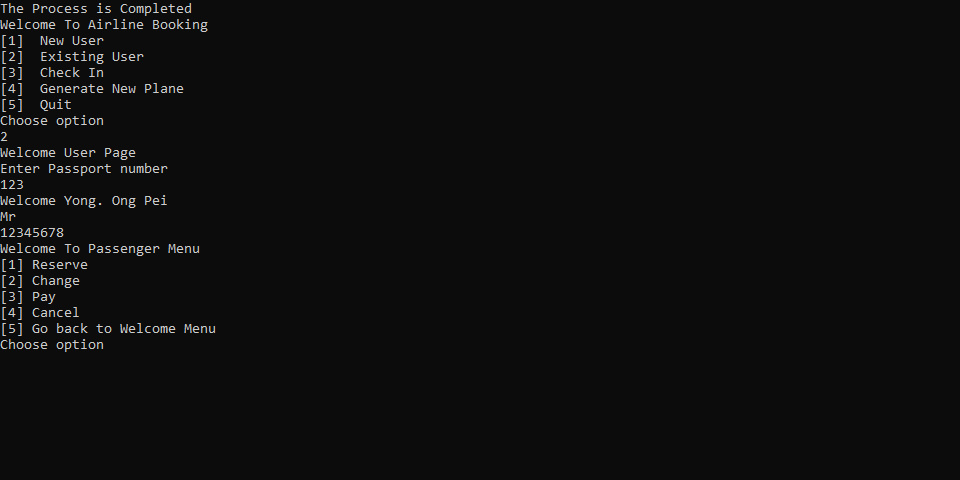 The Process is Completed
Welcome To Airline Booking
[1]  New User
[2]  Existing User
[3]  Check In
[4]  Generate New Plane
[5]  Quit
Choose option
2
Welcome User Page
Enter Passport number
123
Welcome Yong. Ong Pei
Mr
12345678
Welcome To Passenger Menu
[1] Reserve
[2] Change
[3] Pay
[4] Cancel
[5] Go back to Welcome Menu
Choose option